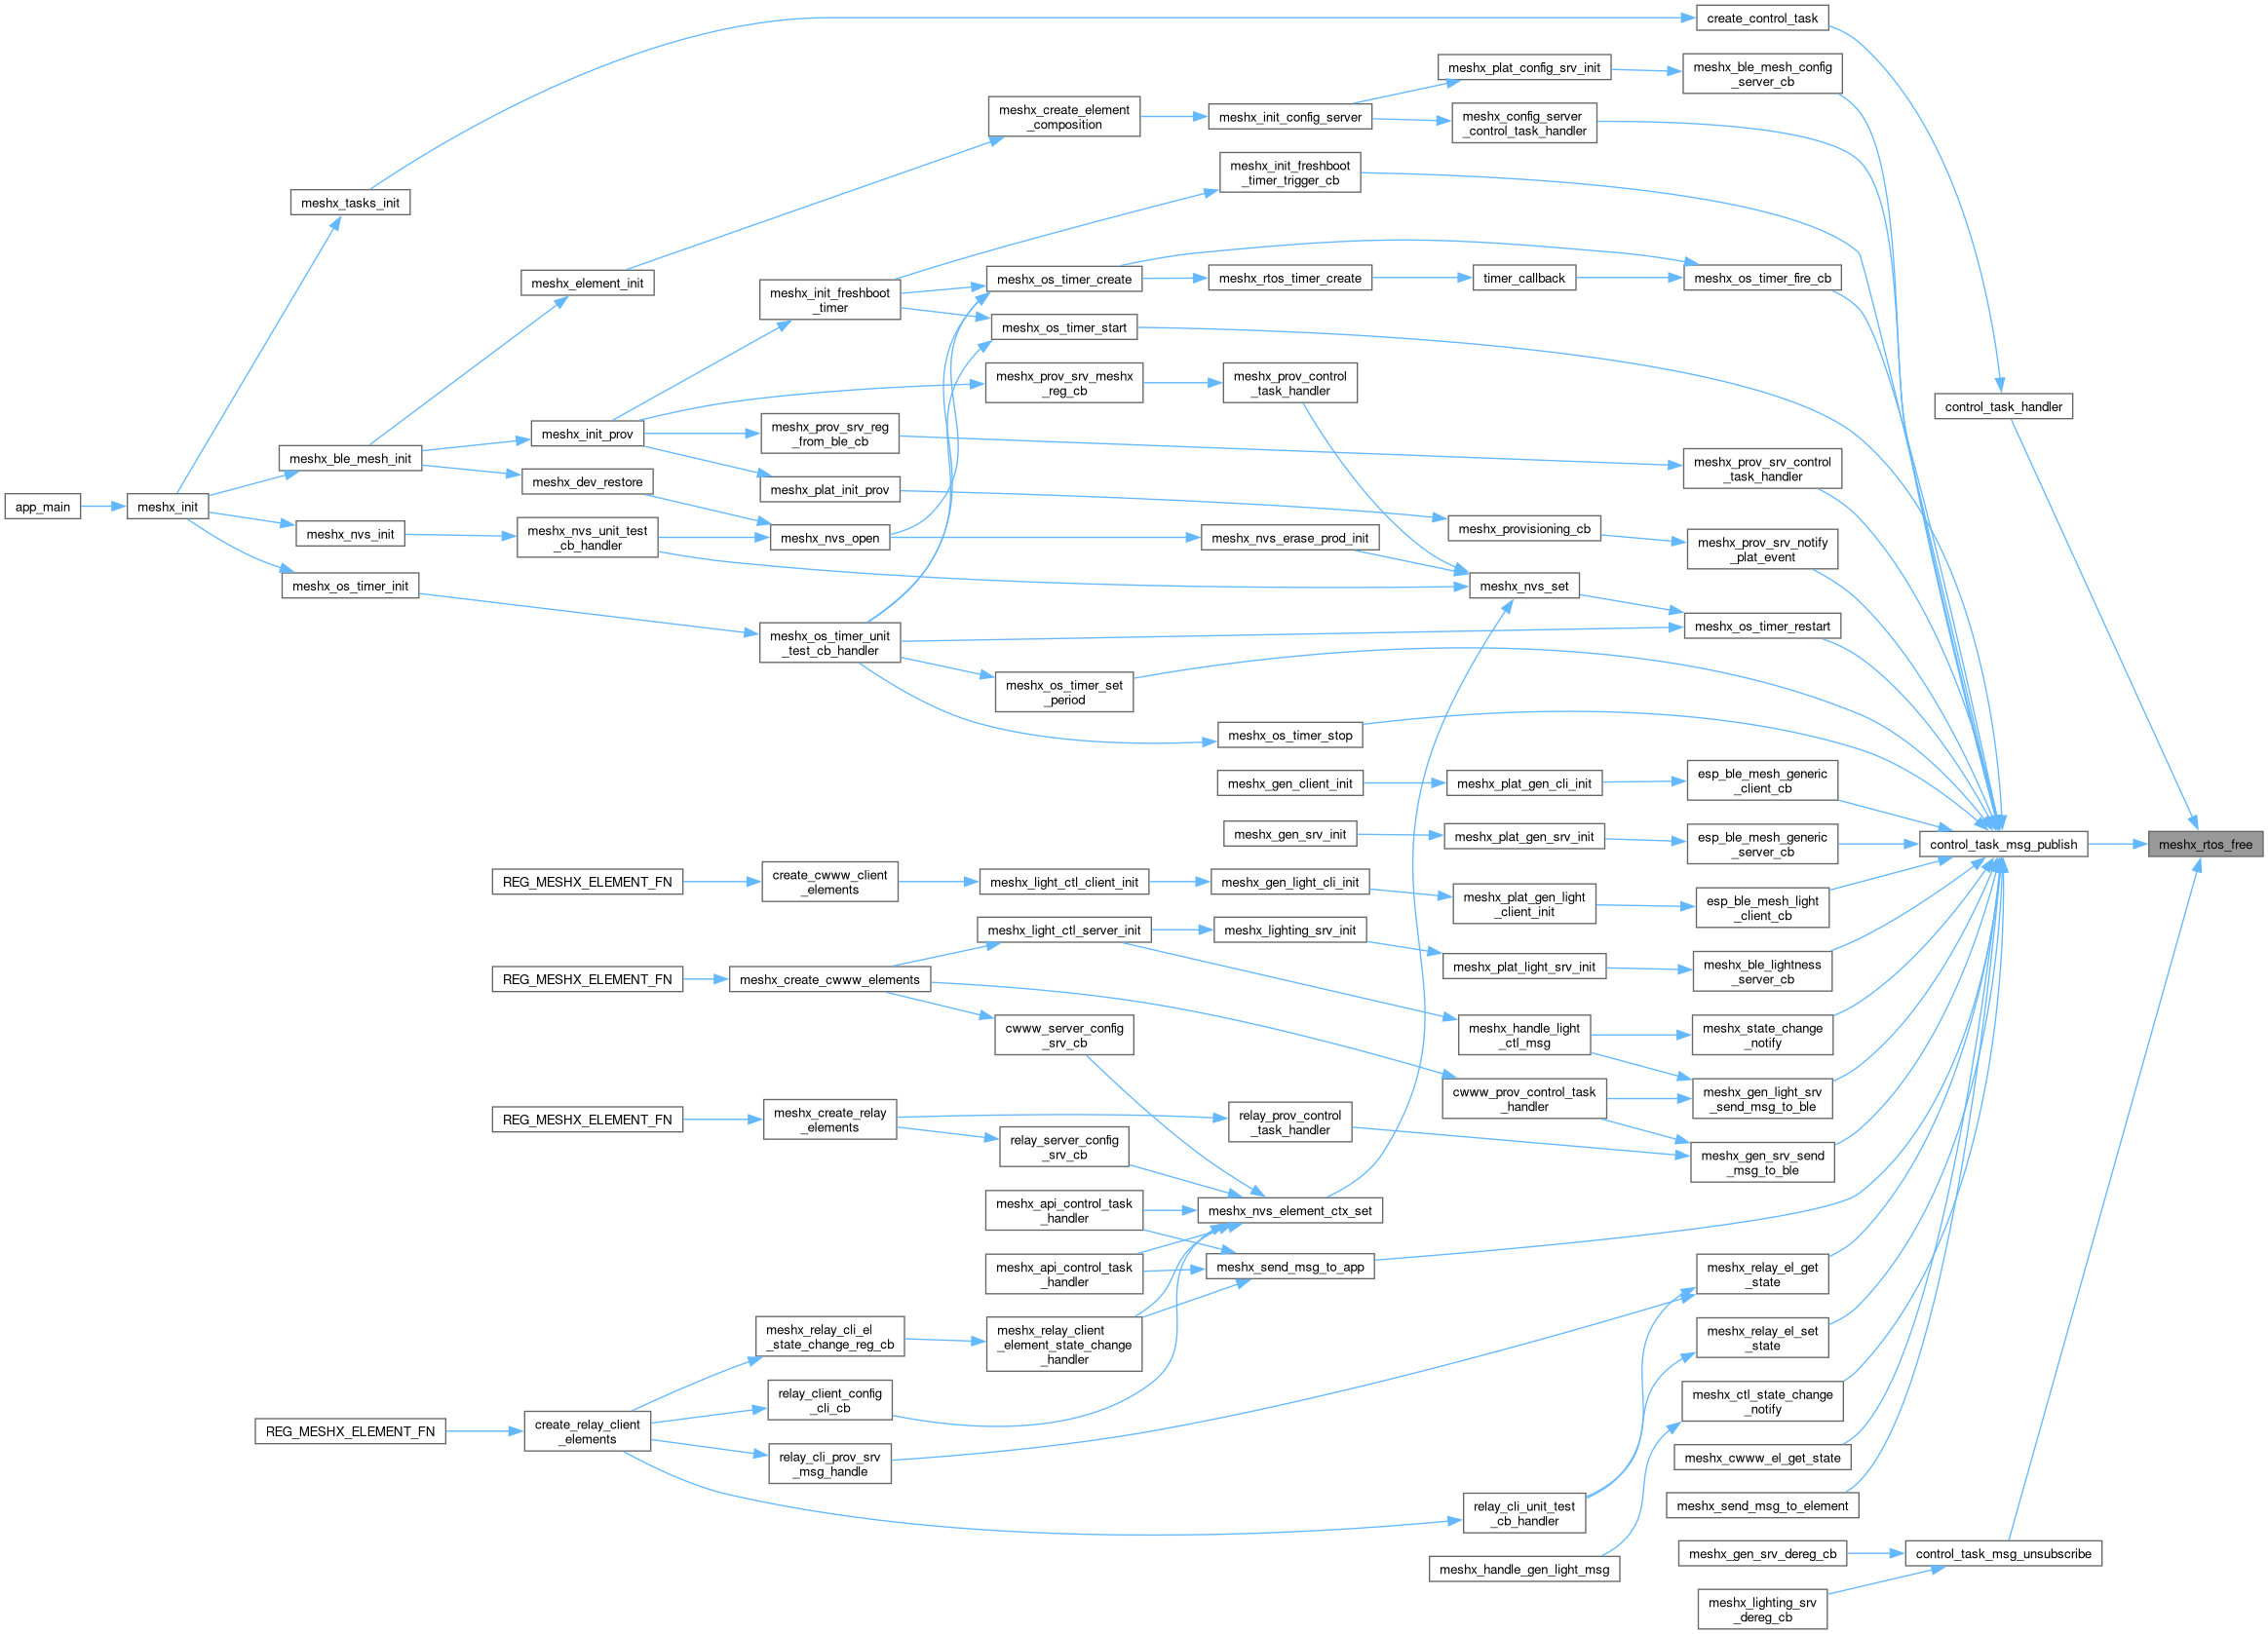 create_control_task
meshx_plat_config_srv_init
meshx_ble_mesh_config
_server_cb
meshx_create_element
_composition
meshx_init_config_server
meshx_config_server
_control_task_handler
meshx_init_freshboot
_timer_trigger_cb
meshx_tasks_init
meshx_element_init
meshx_init_freshboot
_timer
meshx_os_timer_create
meshx_rtos_timer_create
timer_callback
meshx_os_timer_fire_cb
meshx_os_timer_start
meshx_prov_srv_meshx
_reg_cb
meshx_prov_control
_task_handler
control_task_handler
meshx_init_prov
meshx_prov_srv_reg
_from_ble_cb
meshx_ble_mesh_init
meshx_prov_srv_control
_task_handler
meshx_dev_restore
meshx_plat_init_prov
app_main
meshx_init
meshx_nvs_init
meshx_nvs_unit_test
_cb_handler
meshx_nvs_open
meshx_nvs_erase_prod_init
meshx_provisioning_cb
meshx_prov_srv_notify
_plat_event
meshx_os_timer_init
meshx_nvs_set
meshx_os_timer_unit
_test_cb_handler
meshx_os_timer_restart
meshx_os_timer_set
_period
meshx_os_timer_stop
meshx_gen_client_init
meshx_plat_gen_cli_init
esp_ble_mesh_generic
_client_cb
meshx_gen_srv_init
meshx_plat_gen_srv_init
esp_ble_mesh_generic
_server_cb
control_task_msg_publish
meshx_rtos_free
REG_MESHX_ELEMENT_FN
create_cwww_client
_elements
meshx_light_ctl_client_init
meshx_gen_light_cli_init
meshx_plat_gen_light
_client_init
esp_ble_mesh_light
_client_cb
meshx_light_ctl_server_init
meshx_lighting_srv_init
meshx_plat_light_srv_init
meshx_ble_lightness
_server_cb
REG_MESHX_ELEMENT_FN
meshx_create_cwww_elements
cwww_server_config
_srv_cb
meshx_handle_light
_ctl_msg
meshx_state_change
_notify
cwww_prov_control_task
_handler
meshx_gen_light_srv
_send_msg_to_ble
REG_MESHX_ELEMENT_FN
meshx_create_relay
_elements
relay_prov_control
_task_handler
relay_server_config
_srv_cb
meshx_gen_srv_send
_msg_to_ble
meshx_api_control_task
_handler
meshx_nvs_element_ctx_set
meshx_api_control_task
_handler
meshx_send_msg_to_app
meshx_relay_el_get
_state
meshx_relay_cli_el
_state_change_reg_cb
meshx_relay_client
_element_state_change
_handler
meshx_relay_el_set
_state
relay_client_config
_cli_cb
meshx_ctl_state_change
_notify
REG_MESHX_ELEMENT_FN
create_relay_client
_elements
relay_cli_prov_srv
_msg_handle
meshx_cwww_el_get_state
relay_cli_unit_test
_cb_handler
meshx_send_msg_to_element
meshx_handle_gen_light_msg
meshx_gen_srv_dereg_cb
control_task_msg_unsubscribe
meshx_lighting_srv
_dereg_cb